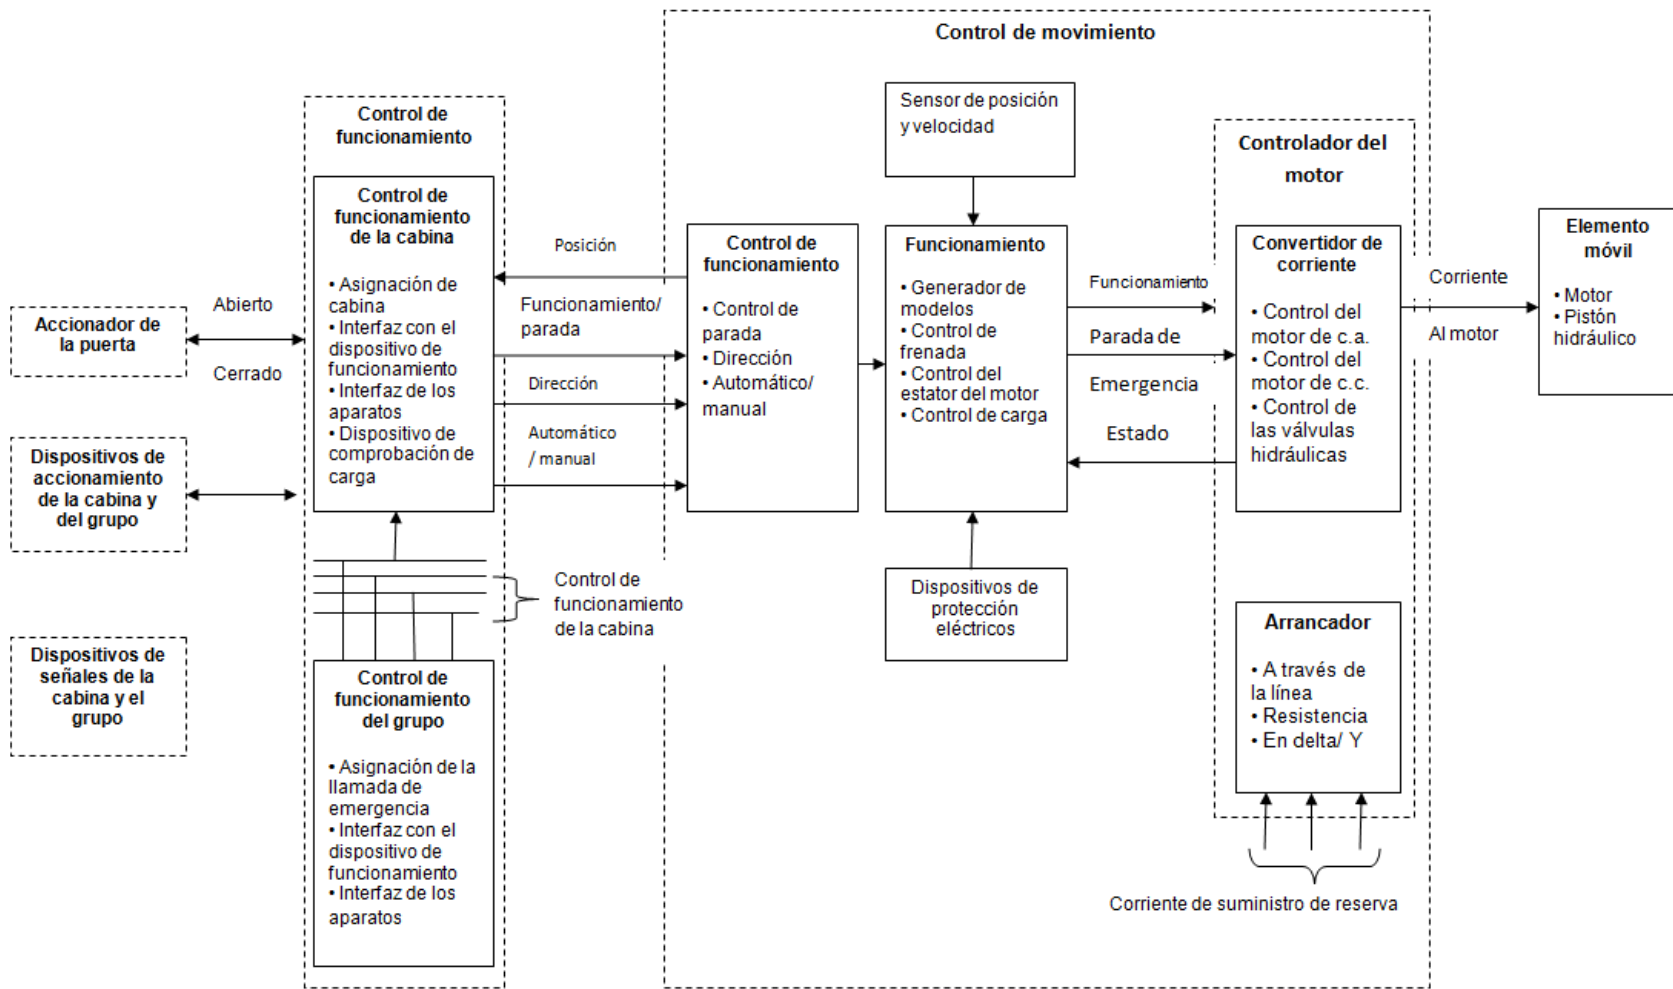 Control de movimiento
Accionador de
la puerta
Dispositivos de
accionamiento
de la cabina y
del grupo
Dispositivos de
señales de la
cabina y el
grupo
Abierto
Cerrado
Control de
funcionamiento
Control de
funcionamiento
de la cabina
• Asignación de
cabina
• Interfaz con el
dispositivo de
funcionamiento
• Interfaz de los
aparatos
• Dispositivo de
comprobación de
carga
Control de
funcionamiento
de la cabina
Control de
funcionamiento
del grupo
• Asignación de la
llamada de
emergencia
• Interfaz con el
dispositivo de
funcionamiento
• Interfaz de los
aparatos
Posición
Funcionamiento/
parada
Dirección
Automático
/ manual
Control de
funcionamiento
• Control de
parada
• Dirección
• Automático/
manual
Sensor de posición
y velocidad
Funcionamiento
• Generador de
modelos
• Control de
frenada
• Control del
estator del motor
• Control de carga
Dispositivos de
protección
eléctricos
Funcionamiento
Parada de
Emergencia
Estado
Controlador del
motor
Convertidor de
corriente
• Control del
motor de c.a.
• Control del
motor de c.c.
• Control de
las válvulas
hidráulicas
Arrancador
• A través de
la línea
• Resistencia
• En delta/ Y
Corriente de suministro de reserva
Corriente
Al motor
Elemento
móvil
• Motor
• Pistón
hidráulico